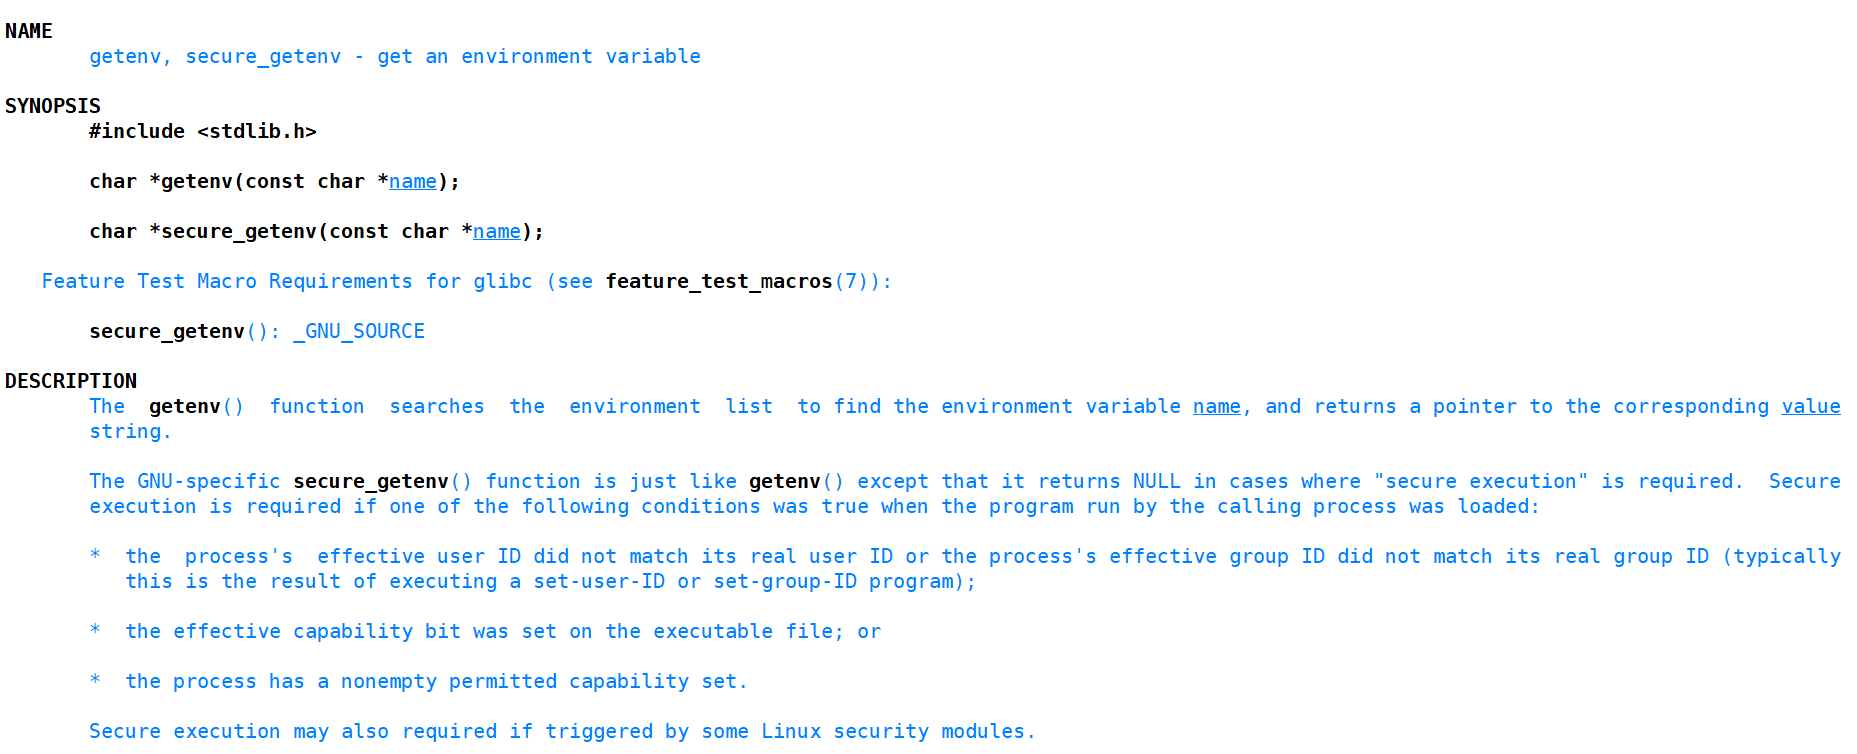 NAME
getenv, secure_getenv - get an environment variable
SYNOPSIS
#include <stdlib.h>
char *getenv(const char *name);
char *secure_getenv(const char *name);
Feature Test Macro Requirements for glibc (see feature_test_macros(7)):
secure_getenv(): _GNU_SOURCE
DESCRIPTION
The getenv() function searches the environment list to find the environment variable name, and returns a pointer to the corresponding value
string.
The GNU-specific secure_getenv() function is just like getenv() except that it returns NULL in cases where "secure execution" is required. Secure
execution is required if one of the following conditions was true when the program run by the calling process was loaded:
* the process's effective user ID did not match its real user ID or the process's effective group ID did not match its real group ID (typically
this is the result of executing a set-user-ID or set-group-ID program);
* the effective capability bit was set on the executable file; or
* the process has a nonempty permitted capability set.
Secure execution may also required if triggered by some Linux security modules.